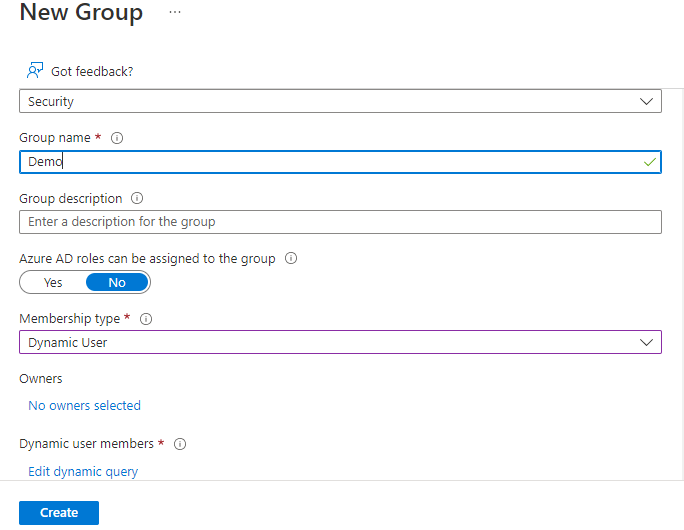 New Group ...
Got feedback?
Security
Group name *
Demo
Group description
Enter a description for the group
Azure AD roles can be assigned to the group
Yes No
Membership type *
Dynamic User
Owners
No owners selected
Dynamic user members *
Edit dynamic query
Create